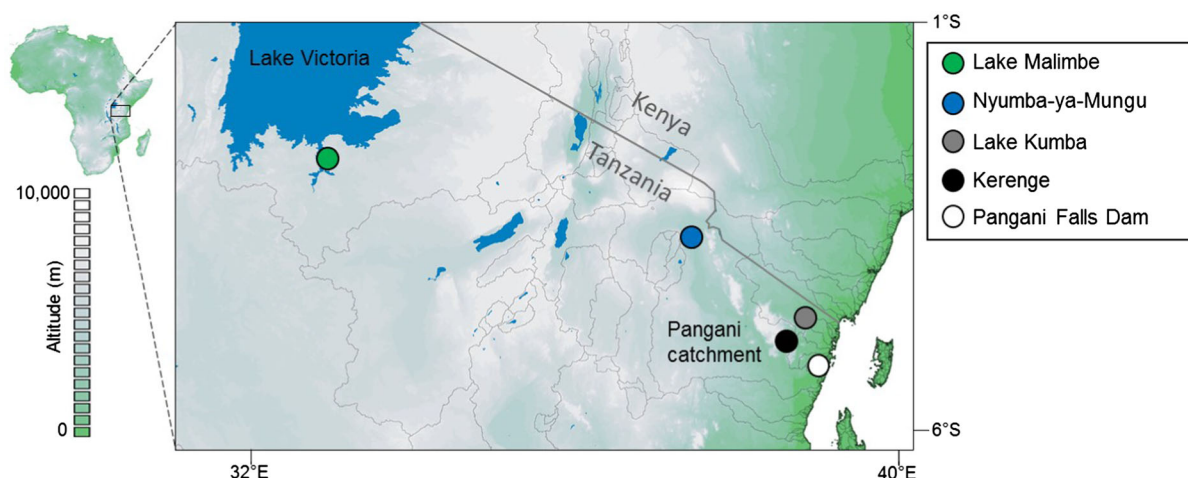 1°S
Lake Victoria
Lake Malimbe
Nyumba-ya-Mungu
Kenya
Lake Kumba
Tanzania
Kerenge
10,000
Pangani Falls Dam
Altitude (m)
Pangani
catchment
0
6°S
32°E
40°E